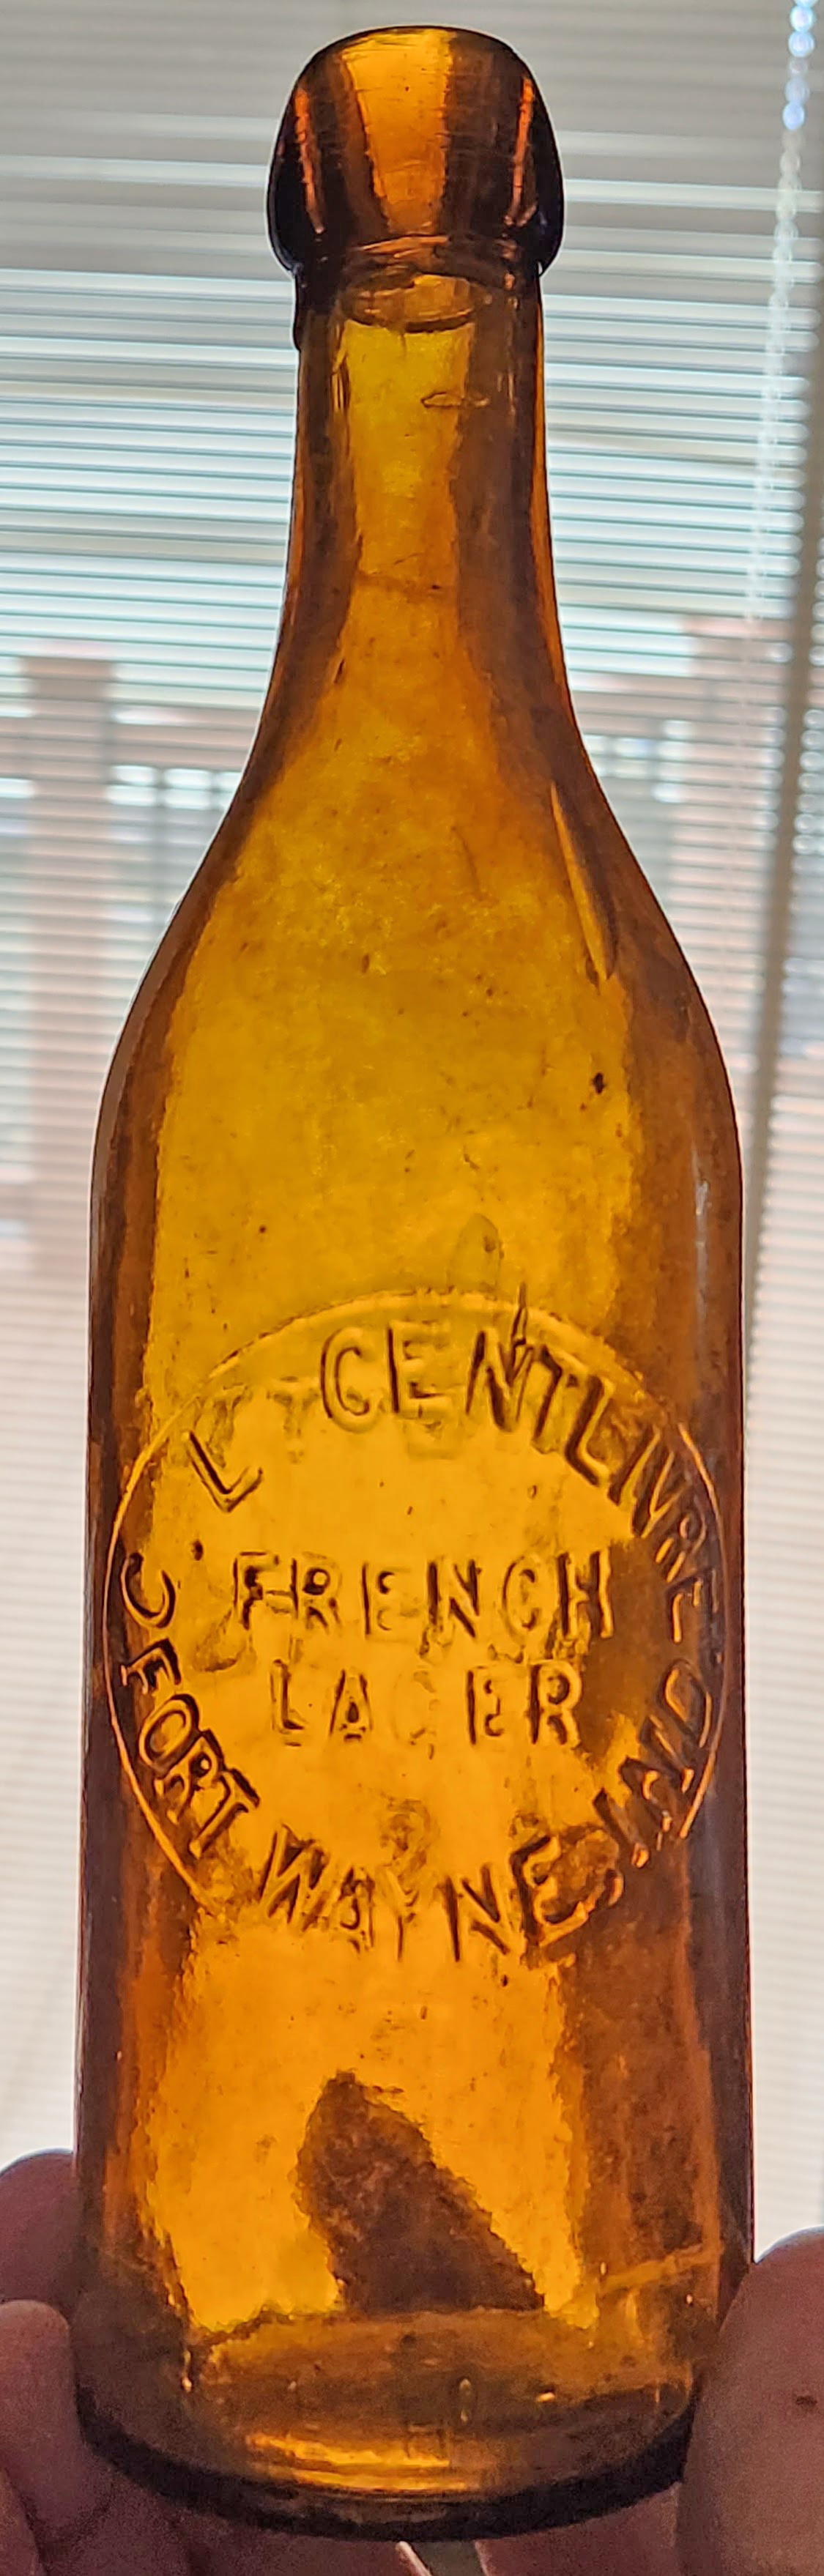 C. L. CENTLIVRE
FRENCH
LAGER
FORT WAYNE, IND